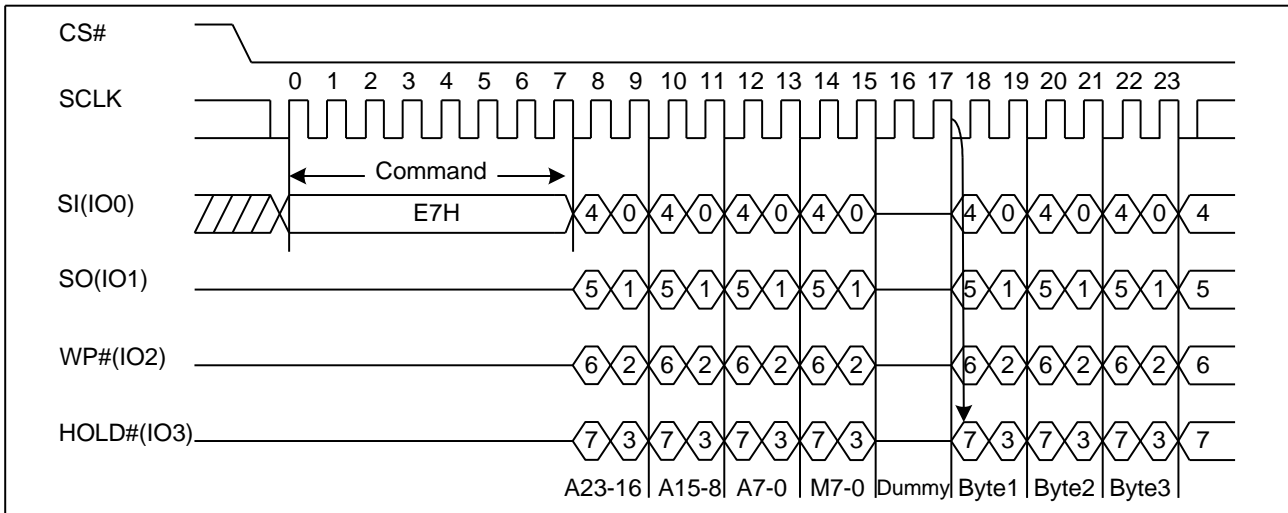 CS#
0 1 2 3 4 5 6 7 8 9 10 11 12 13 14 15 16 17 18 19 20 21 22 23
SCLK
Command
SI(IO0) E7H 4 0 4 0 4 0 4 0 4 0 4 0 4 0 4
SO(IO1) 5 1 5 1 5 1 5 1 5 1 5 1 5 1 5
WP#(IO2) 6 2 6 2 6 2 6 2 6 2 6 2 6 2 6
HOLD#(IO3) 7 3 7 3 7 3 7 3 7 3 7 3 7 3 7
A23-16 A15-8 A7-0 M7-0 Dummy Byte1 Byte2 Byte3